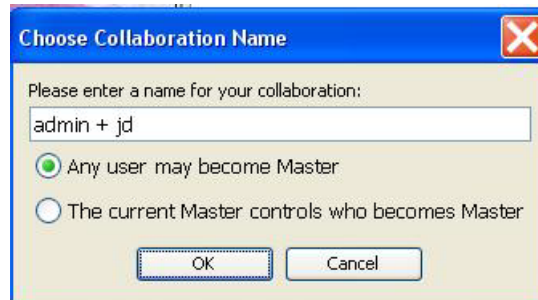 Choose Collaboration Name
Please enter a name for your collaboration:
admin + jd
Any user may become Master
The current Master controls who becomes Master
OK Cancel